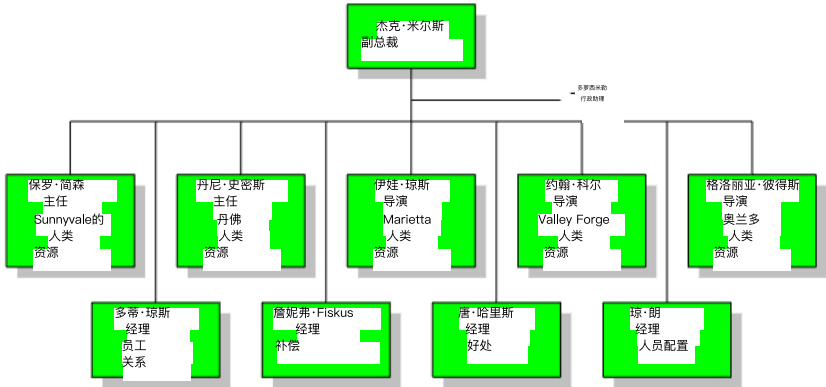 杰克·米尔斯
副总裁
多萝西米勒
行政助理
保罗·简森
主任
Sunnyvale的
人类
资源
丹尼·史密斯
主任
丹佛
人类
资源
伊娃·琼斯
导演
Marietta
人类
资源
约翰·科尔
导演
Valley Forge
人类
资源
格洛丽亚·彼得斯
导演
奥兰多
人类
资源
多蒂·琼斯
经理
员工
关系
詹妮弗·Fiskus
经理
补偿
唐·哈里斯
经理
好处
琼·朗
经理
人员配置